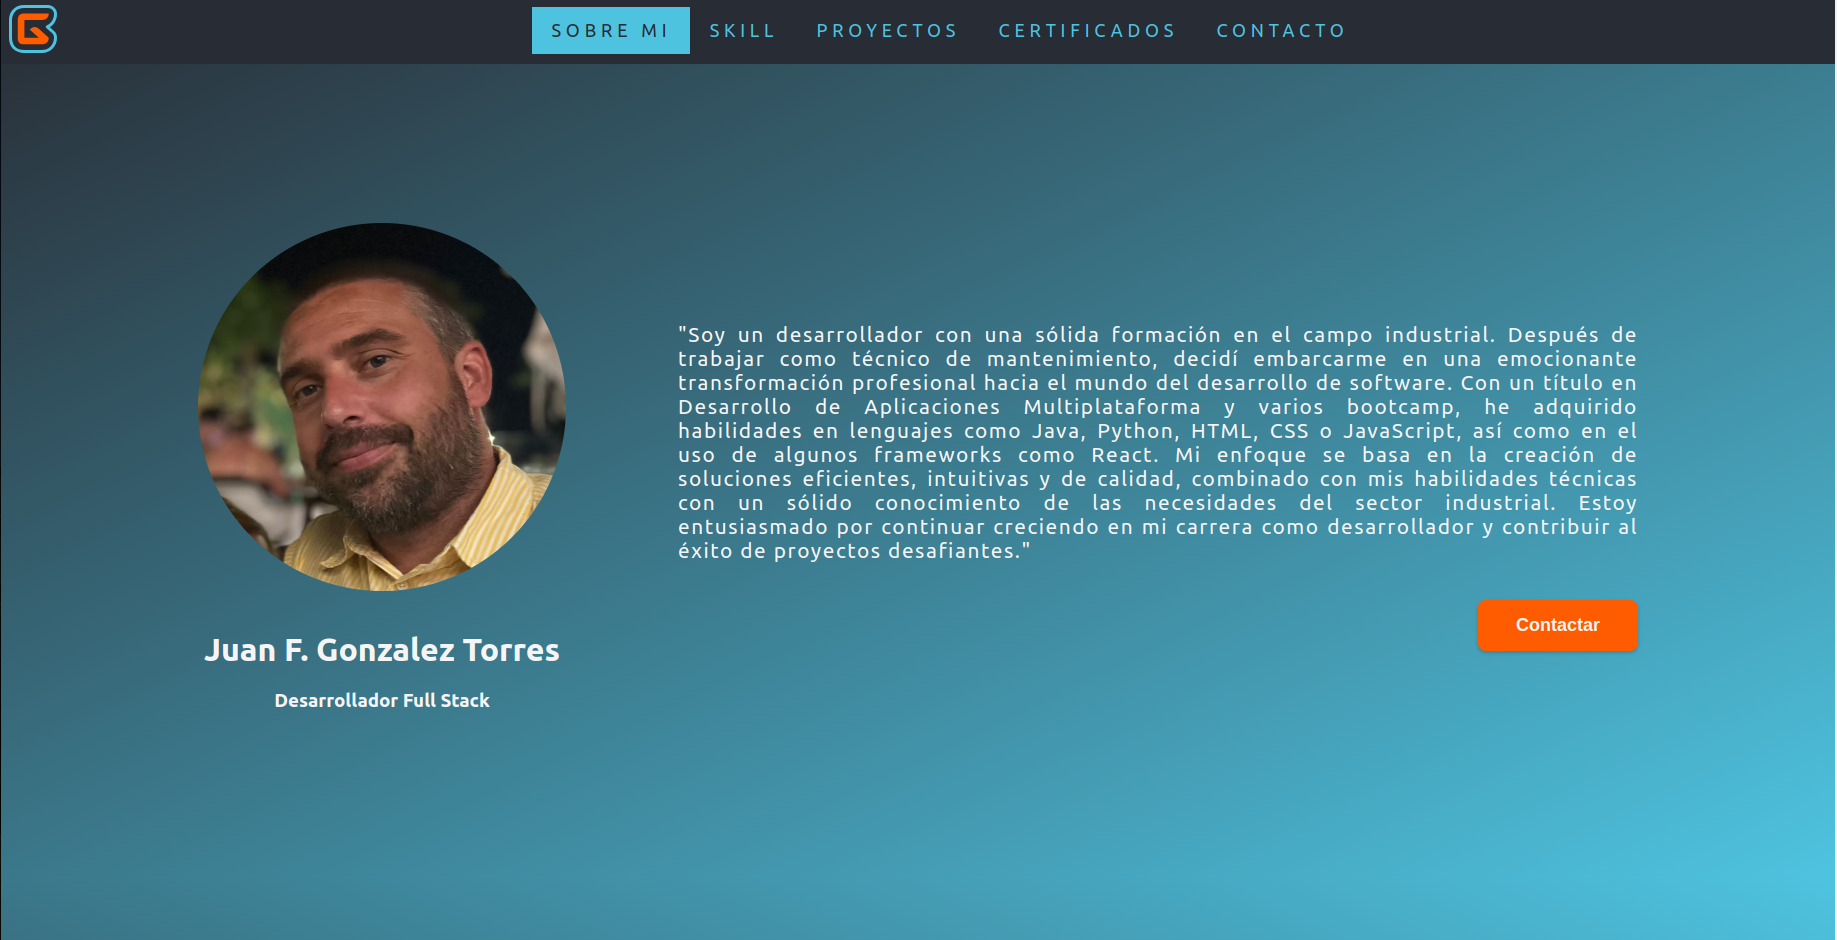 SOBRE MI
SKILL
PROYECTOS
CERTIFICADOS
CONTACTO
"Soy un desarrollador con una sólida formación en el campo industrial. Después de
trabajar como técnico de mantenimiento, decidí embarcarme en una emocionante
transformación profesional hacia el mundo del desarrollo de software. Con un título en
Desarrollo de Aplicaciones Multiplataforma y varios bootcamp, he adquirido
habilidades en lenguajes como Java, Python, HTML, CSS o JavaScript, así como en el
uso de algunos frameworks como React. Mi enfoque se basa en la creación de
soluciones eficientes, intuitivas y de calidad, combinado con mis habilidades técnicas
con un sólido conocimiento de las necesidades del sector industrial. Estoy
entusiasmado por continuar creciendo en mi carrera como desarrollador y contribuir al
éxito de proyectos desafiantes."
Contactar
Juan F. Gonzalez Torres
Desarrollador Full Stack